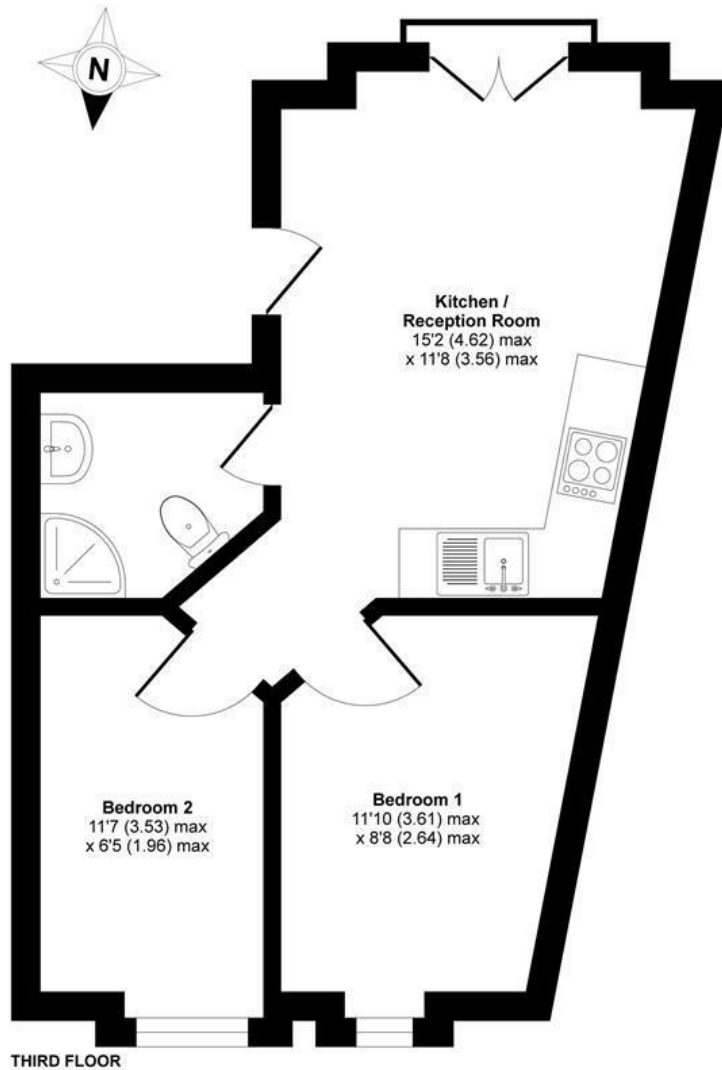 N
Kitchen /
Reception Room
15'2 (4.62) max
x 11'8 (3.56) max
Bedroom 2
11'7 (3.53) max
x 6'5 (1.96) max
Bedroom 1
11'10 (3.61) max
x 8'8 (2.64) max
THIRD FLOOR